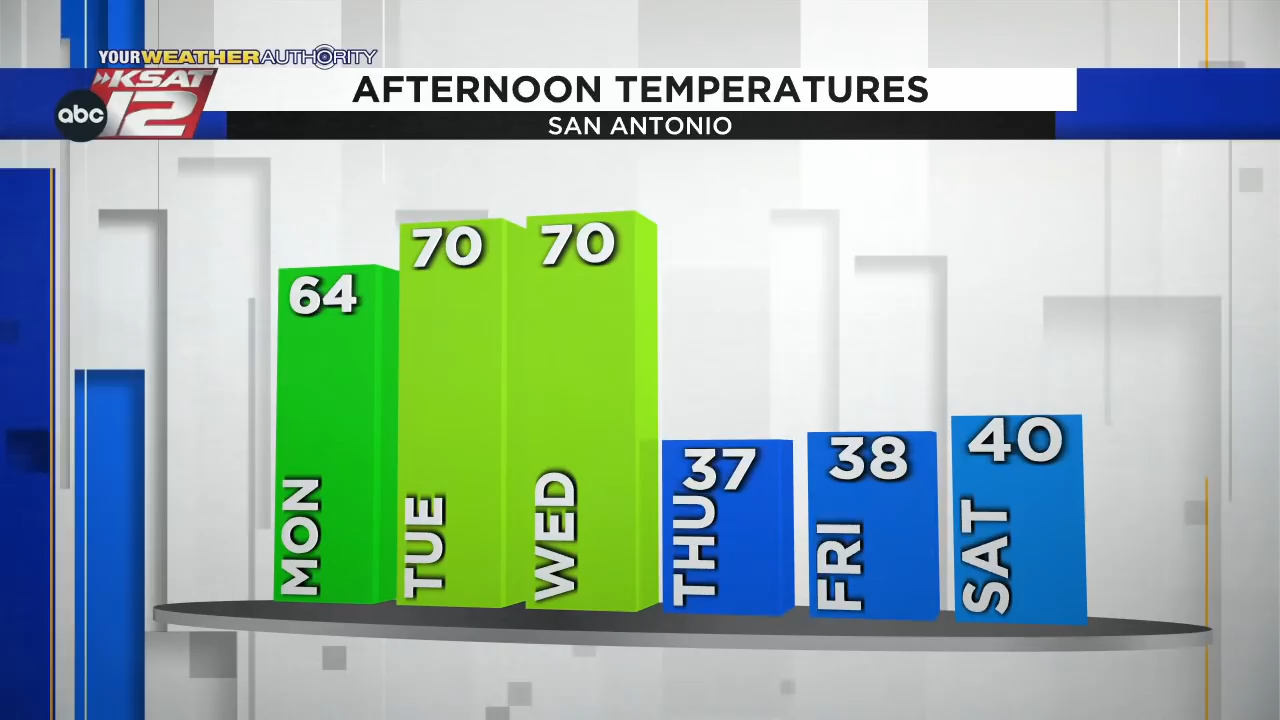 YOUR WEATHER AUTHORITY
KSAT
abc 12
AFTERNOON TEMPERATURES
SAN ANTONIO
64
70
70
37
38
40
MON
TUE
WED
THU
FRI
SAT